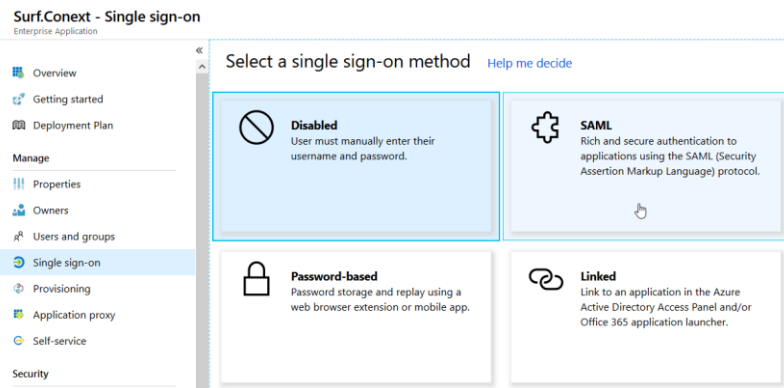 Surf.Conext - Single sign-on
Enterprise Application
«
Overview
Getting started
Deployment Plan
Manage
Properties
Owners
Users and groups
Single sign-on
Provisioning
Application proxy
Self-service
Security
Select a single sign-on method Help me decide
Disabled
User must manually enter their
username and password.
SAML
Rich and secure authentication to
applications using the SAML (Security
Assertion Markup Language) protocol.
Password-based
Password storage and replay using a
web browser extension or mobile app.
Linked
Link to an application in the Azure
Active Directory Access Panel and/or
Office 365 application launcher.